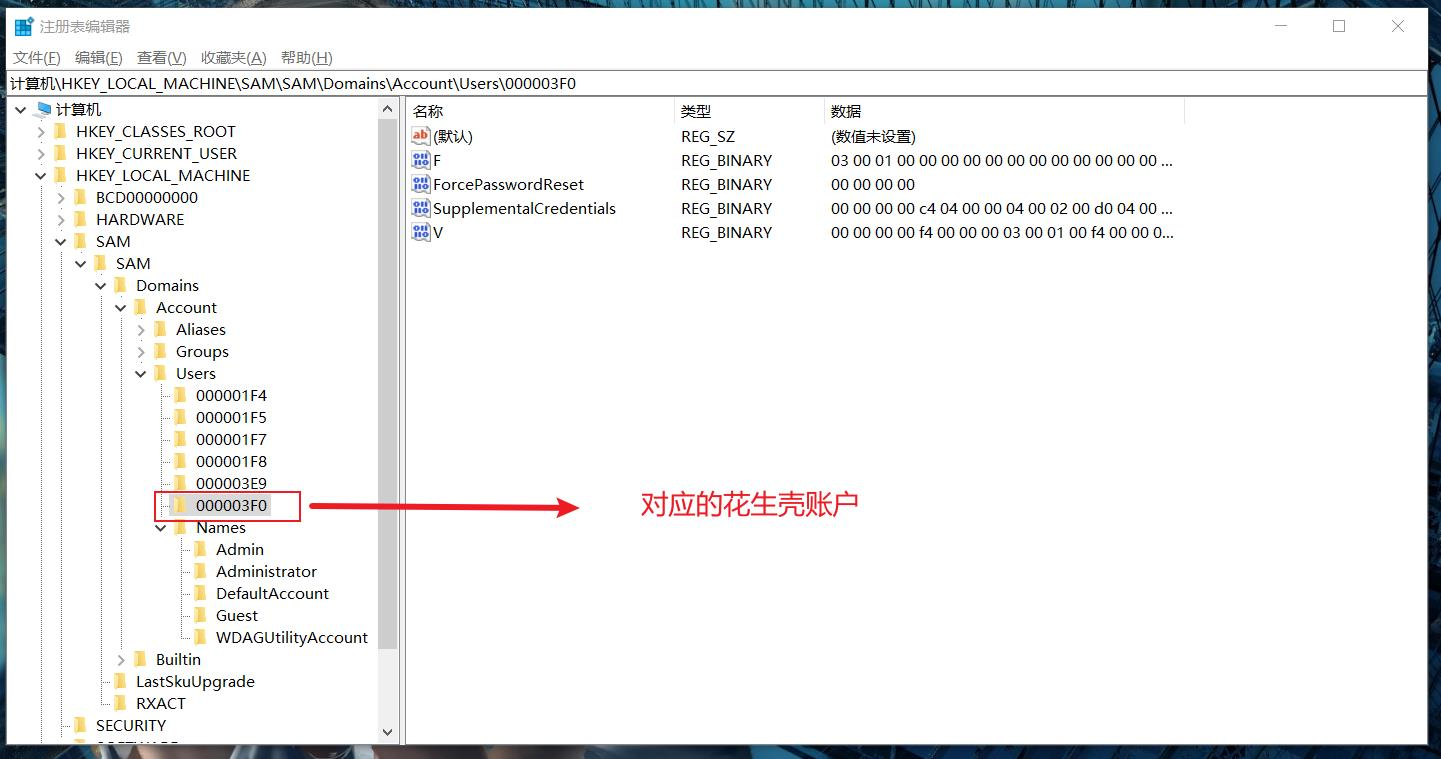 注册表编辑器
文件(F) 编辑(E) 查看(V) 收藏夹(A) 帮助(H)
计算机\HKEY_LOCAL_MACHINE\SAM\SAM\Domains\Account\Users\000003F0
计算机
HKEY_CLASSES_ROOT
HKEY_CURRENT_USER
HKEY_LOCAL_MACHINE
BCD00000000
HARDWARE
SAM
SAM
Domains
Account
Aliases
Groups
Users
000001F4
000001F5
000001F7
000001F8
000003E9
000003F0
Names
Admin
Administrator
DefaultAccount
Guest
WDAGUtilityAccount
Builtin
LastSkuUpgrade
RXACT
SECURITY
名称 类型 数据
(默认) REG_SZ (数值未设置)
F REG_BINARY 03 00 01 00 00 00 00 00 00 00 00 00 00 00 00 ...
ForcePasswordReset REG_BINARY 00 00 00 00
SupplementalCredentials REG_BINARY 00 00 00 00 c4 04 00 00 04 00 02 00 d0 04 00 ...
V REG_BINARY 00 00 00 00 f4 00 00 00 03 00 01 00 f4 00 00 0...
对应的花生壳账户